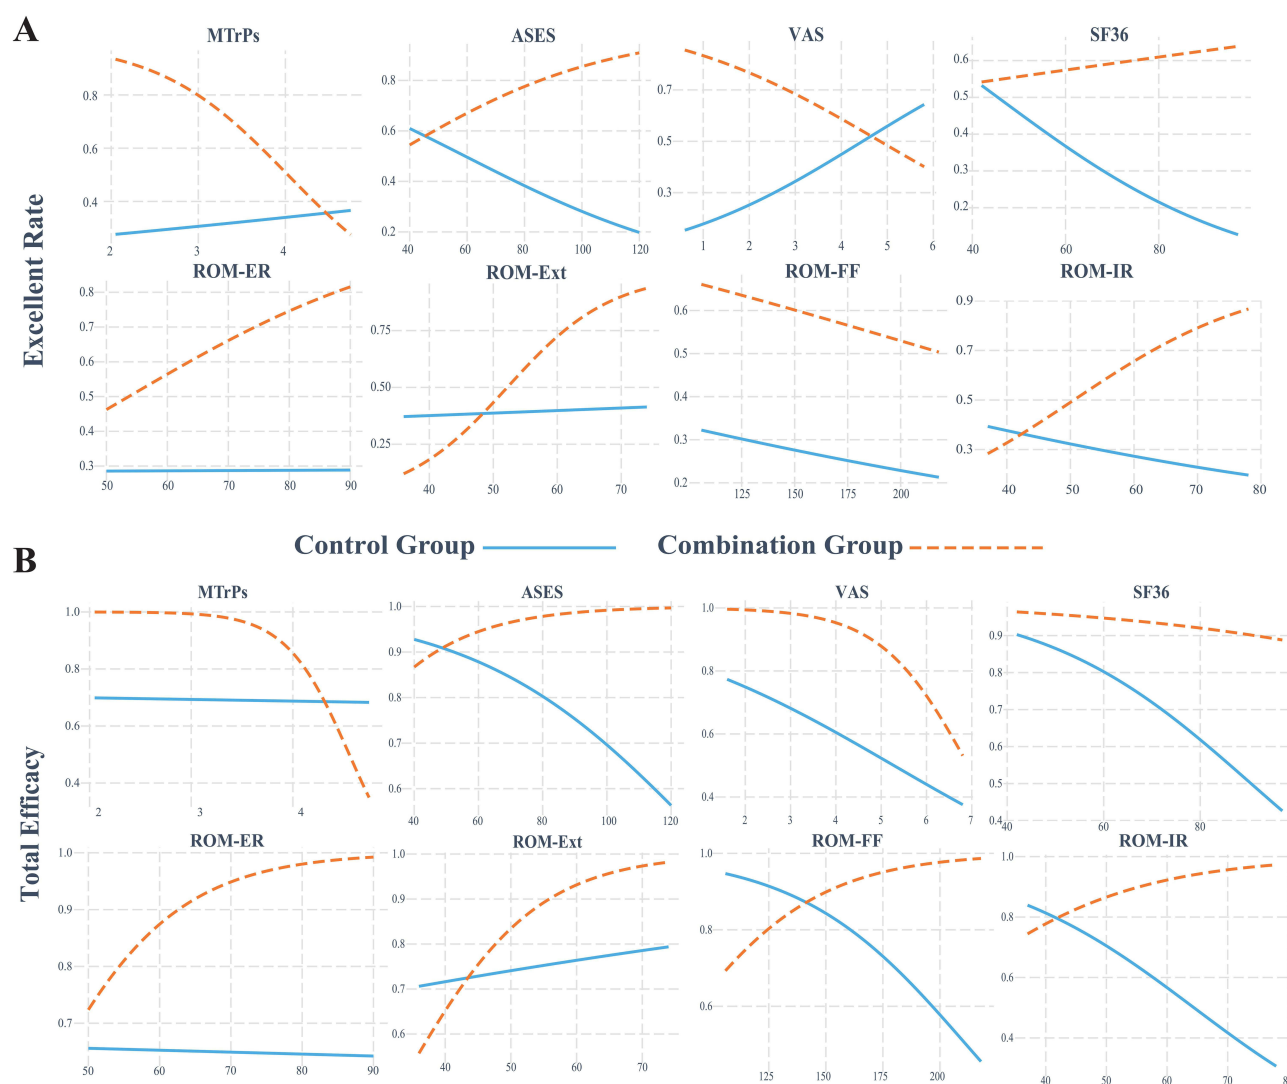 A
MTrPs
ASES
VAS
SF36
Excellent Rate
0.8
0.6
0.4
2 3 4
0.8
0.6
0.4
0.2
40 60 80 100 120
0.7
0.5
0.3
1 2 3 4 5 6
0.6
0.5
0.4
0.3
0.2
40 60 80
ROM-ER
ROM-Ext
ROM-FF
ROM-IR
0.8
0.7
0.6
0.5
0.4
0.3
50 60 70 80 90
0.75
0.50
0.25
40 50 60 70
0.6
0.5
0.4
0.3
0.2
125 150 175 200
0.9
0.7
0.5
0.3
40 50 60 70 80
Control Group
Combination Group
B
MTrPs
ASES
VAS
SF36
Total Efficacy
1.0
0.8
0.6
0.4
2 3 4
1.0
0.9
0.8
0.7
0.6
40 60 80 100 120
1.0
0.8
0.6
0.4
2 3 4 5 6 7
0.9
0.8
0.7
0.6
0.5
0.4
40 60 80
ROM-ER
ROM-Ext
ROM-FF
ROM-IR
1.0
0.9
0.8
0.7
50 60 70 80 90
1.0
0.9
0.8
0.7
0.6
40 50 60 70
1.0
0.8
0.6
125 150 175 200
1.0
0.8
0.6
0.4
40 50 60 70